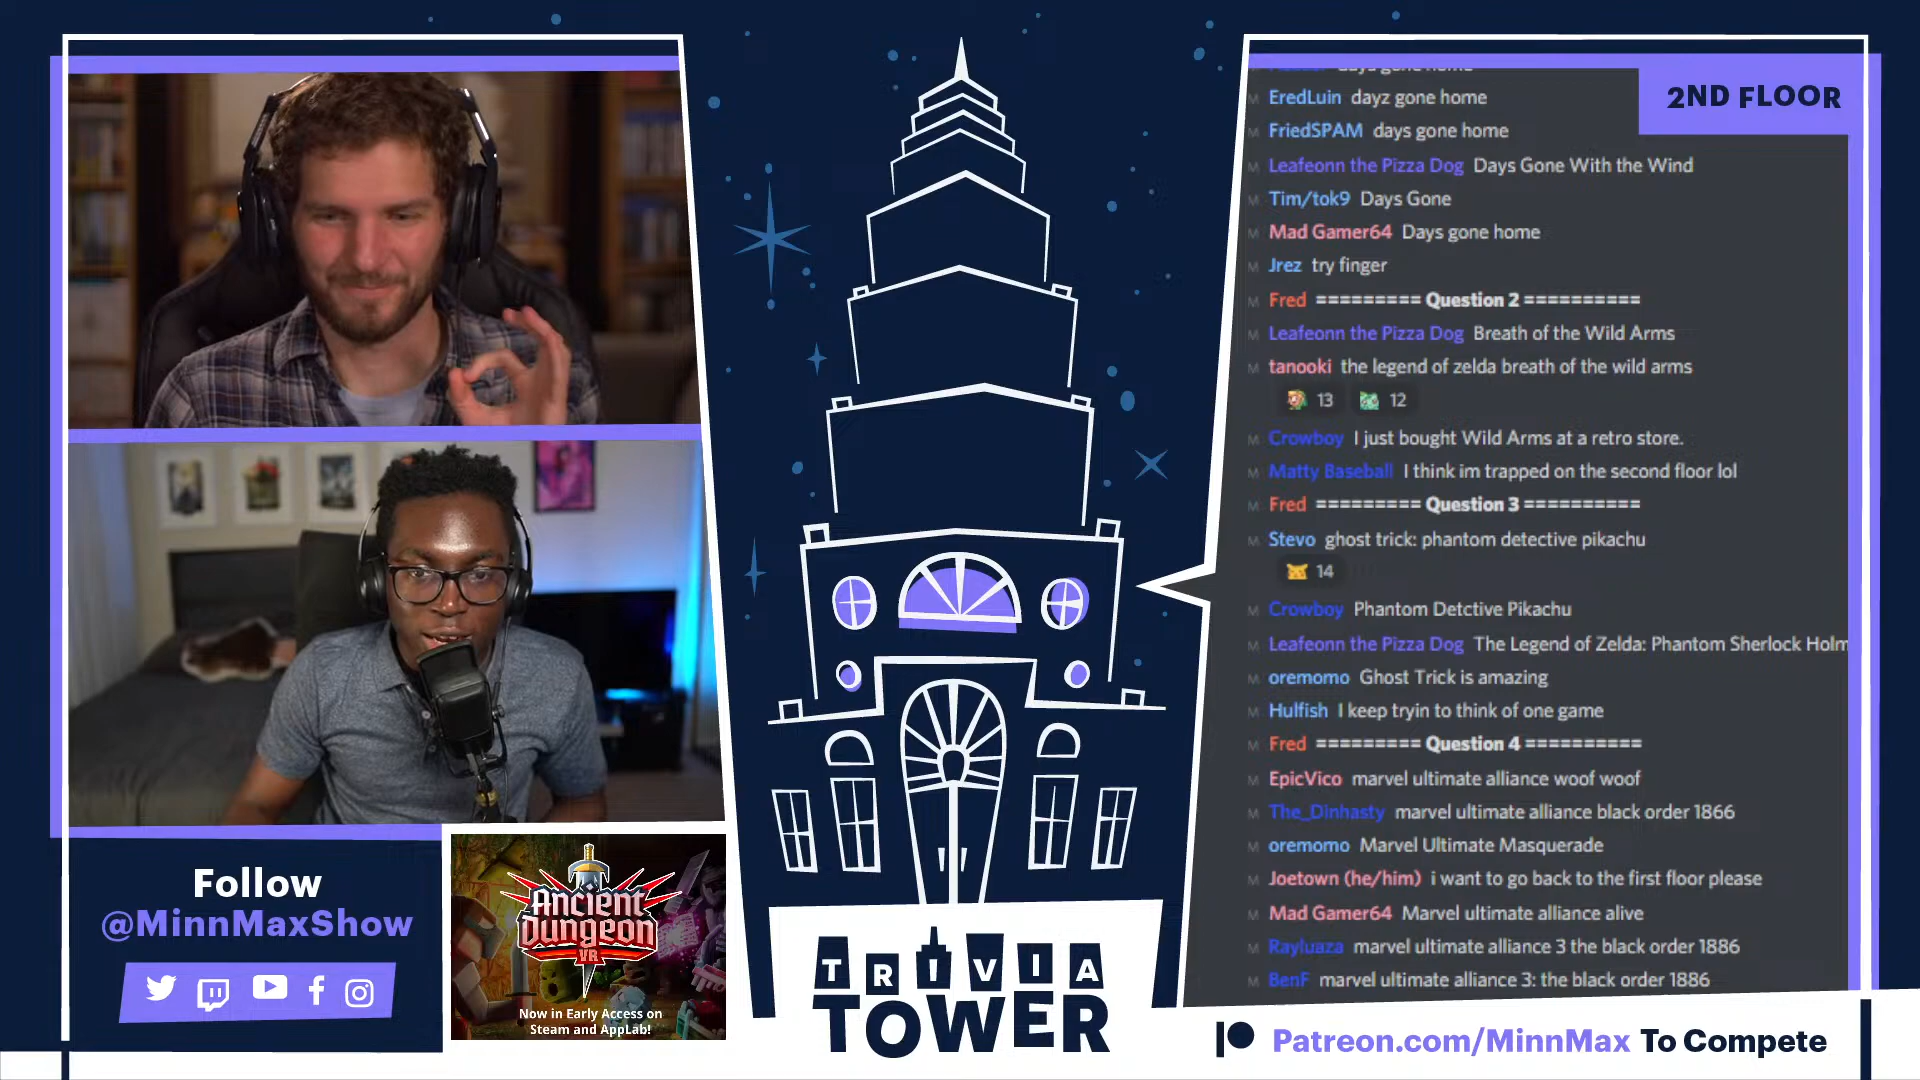 2ND FLOOR
EredLuin dayz gone home
FriedSPAM days gone home
Leafeonn the Pizza Dog Days Gone With the Wind
Tim/tok9 Days Gone
Mad Gamer64 Days gone home
Jrez try finger
Fred ========= Question 2 ==========
Leafeonn the Pizza Dog Breath of the Wild Arms
tanooki the legend of zelda breath of the wild arms
13 12
Crowboy I just bought Wild Arms at a retro store.
Matty Baseball I think im trapped on the second floor lol
Fred ========= Question 3 ==========
Stevo ghost trick: phantom detective pikachu
14
Crowboy Phantom Detctive Pikachu
Leafeonn the Pizza Dog The Legend of Zelda: Phantom Sherlock Holm
oremomo Ghost Trick is amazing
Hulfish I keep tryin to think of one game
Fred ========= Question 4 ==========
EpicVico marvel ultimate alliance woof woof
The_Dinhasty marvel ultimate alliance black order 1866
oremomo Marvel Ultimate Masquerade
Joetown (he/him) i want to go back to the first floor please
Mad Gamer64 Marvel ultimate alliance alive
Rayluaza marvel ultimate alliance 3 the black order 1886
BenF marvel ultimate alliance 3: the black order 1886
Follow
@MinnMaxShow
Ancient
Dungeon
VR
Now in Early Access on
Steam and AppLab!
TRIVIA
TOWER
Patreon.com/MinnMax To Compete